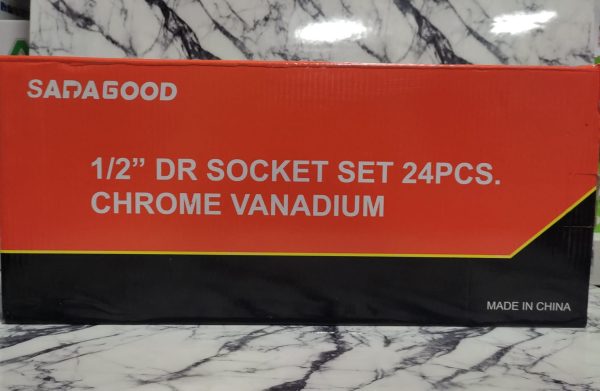 SADAGOOD
1/2” DR SOCKET SET 24PCS.
CHROME VANADIUM
MADE IN CHINA